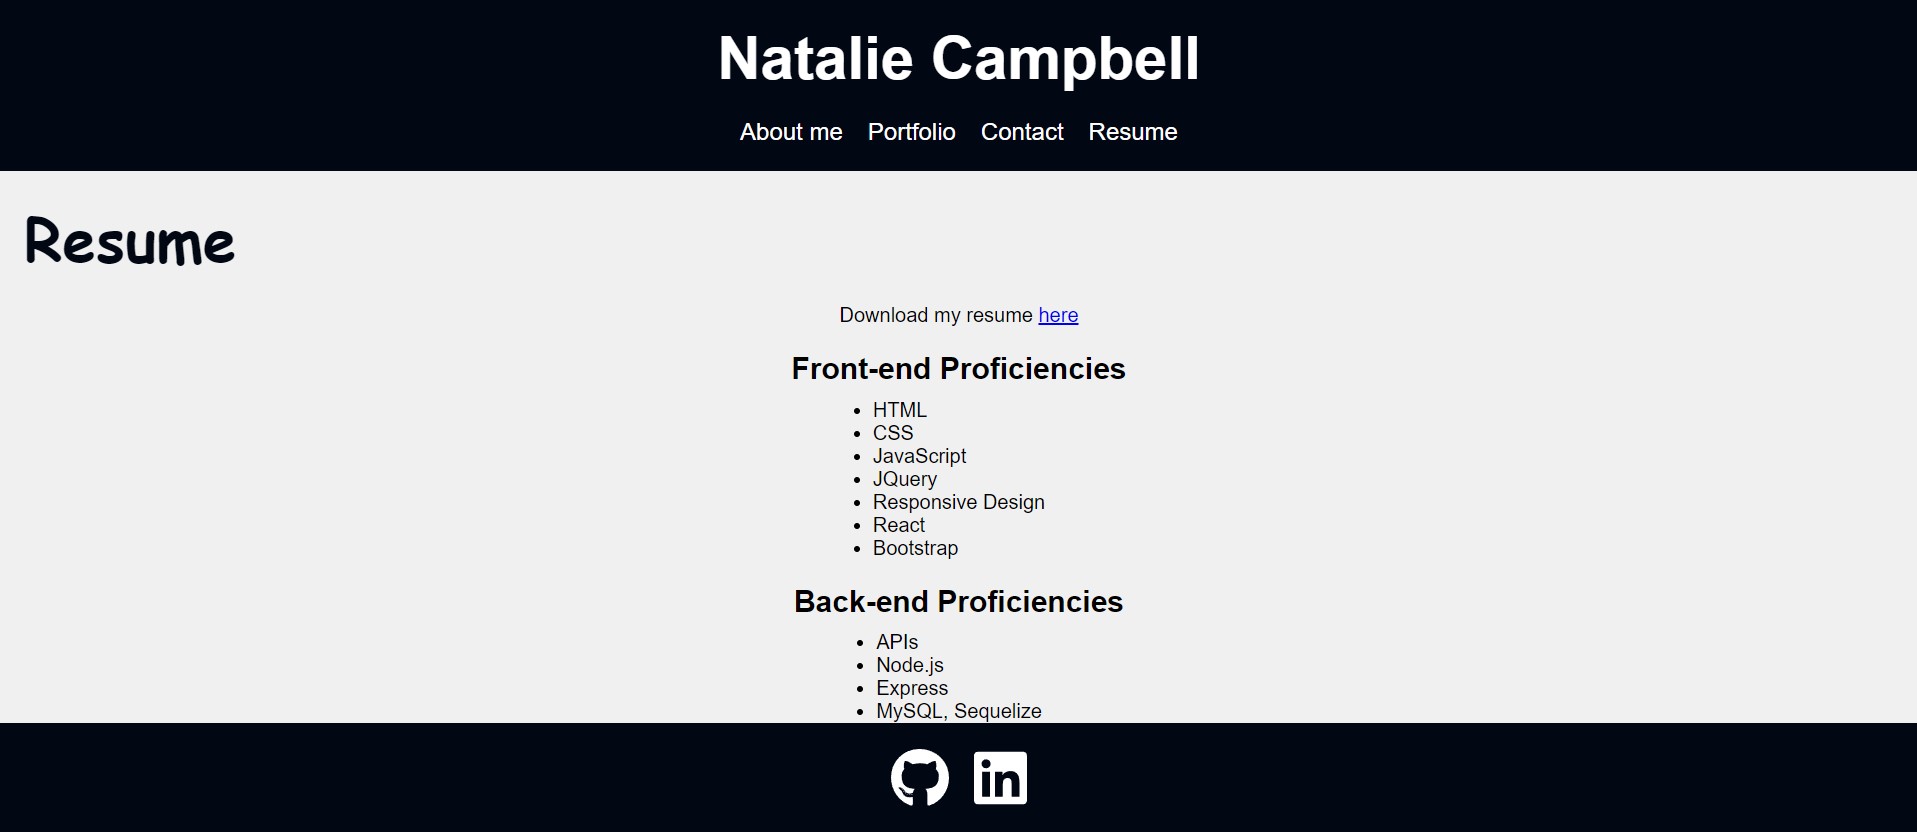 Natalie Campbell
About me Portfolio Contact Resume
Resume
Download my resume here
Front-end Proficiencies
• HTML
• CSS
• JavaScript
• JQuery
• Responsive Design
• React
• Bootstrap
Back-end Proficiencies
• APIs
• Node.js
• Express
• MySQL, Sequelize
in